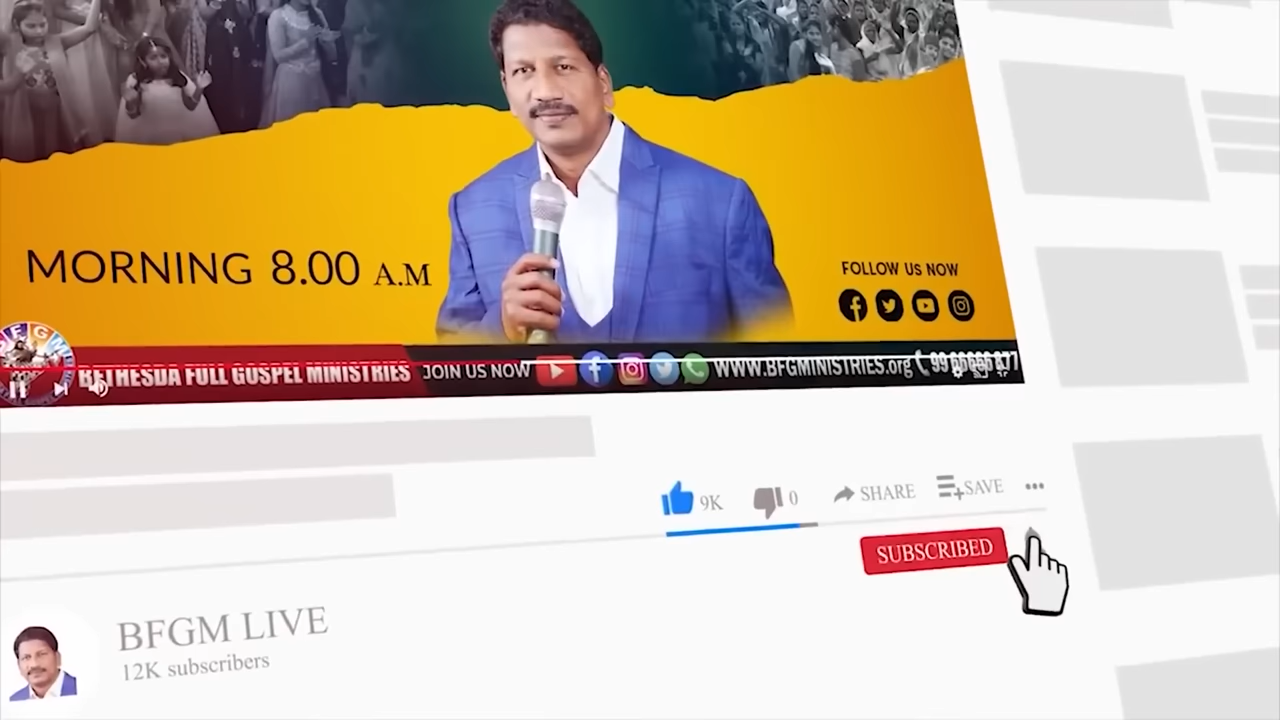 MORNING 8.00 A.M
FOLLOW US NOW
BFGM
BETHESDA FULL GOSPEL MINISTRIES JOIN US NOW WWW.BFGMINISTRIES.org
9K 0 SHARE SAVE
SUBSCRIBED
BFGM LIVE
12K subscribers